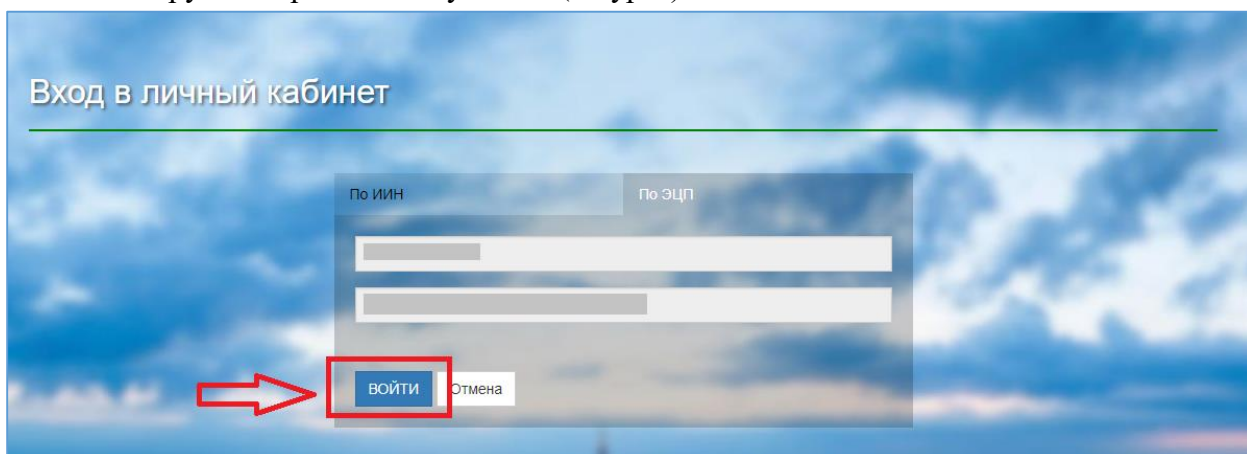 Вход в личный кабинет
По ИИН По ЭЦП
ВОЙТИ Отмена